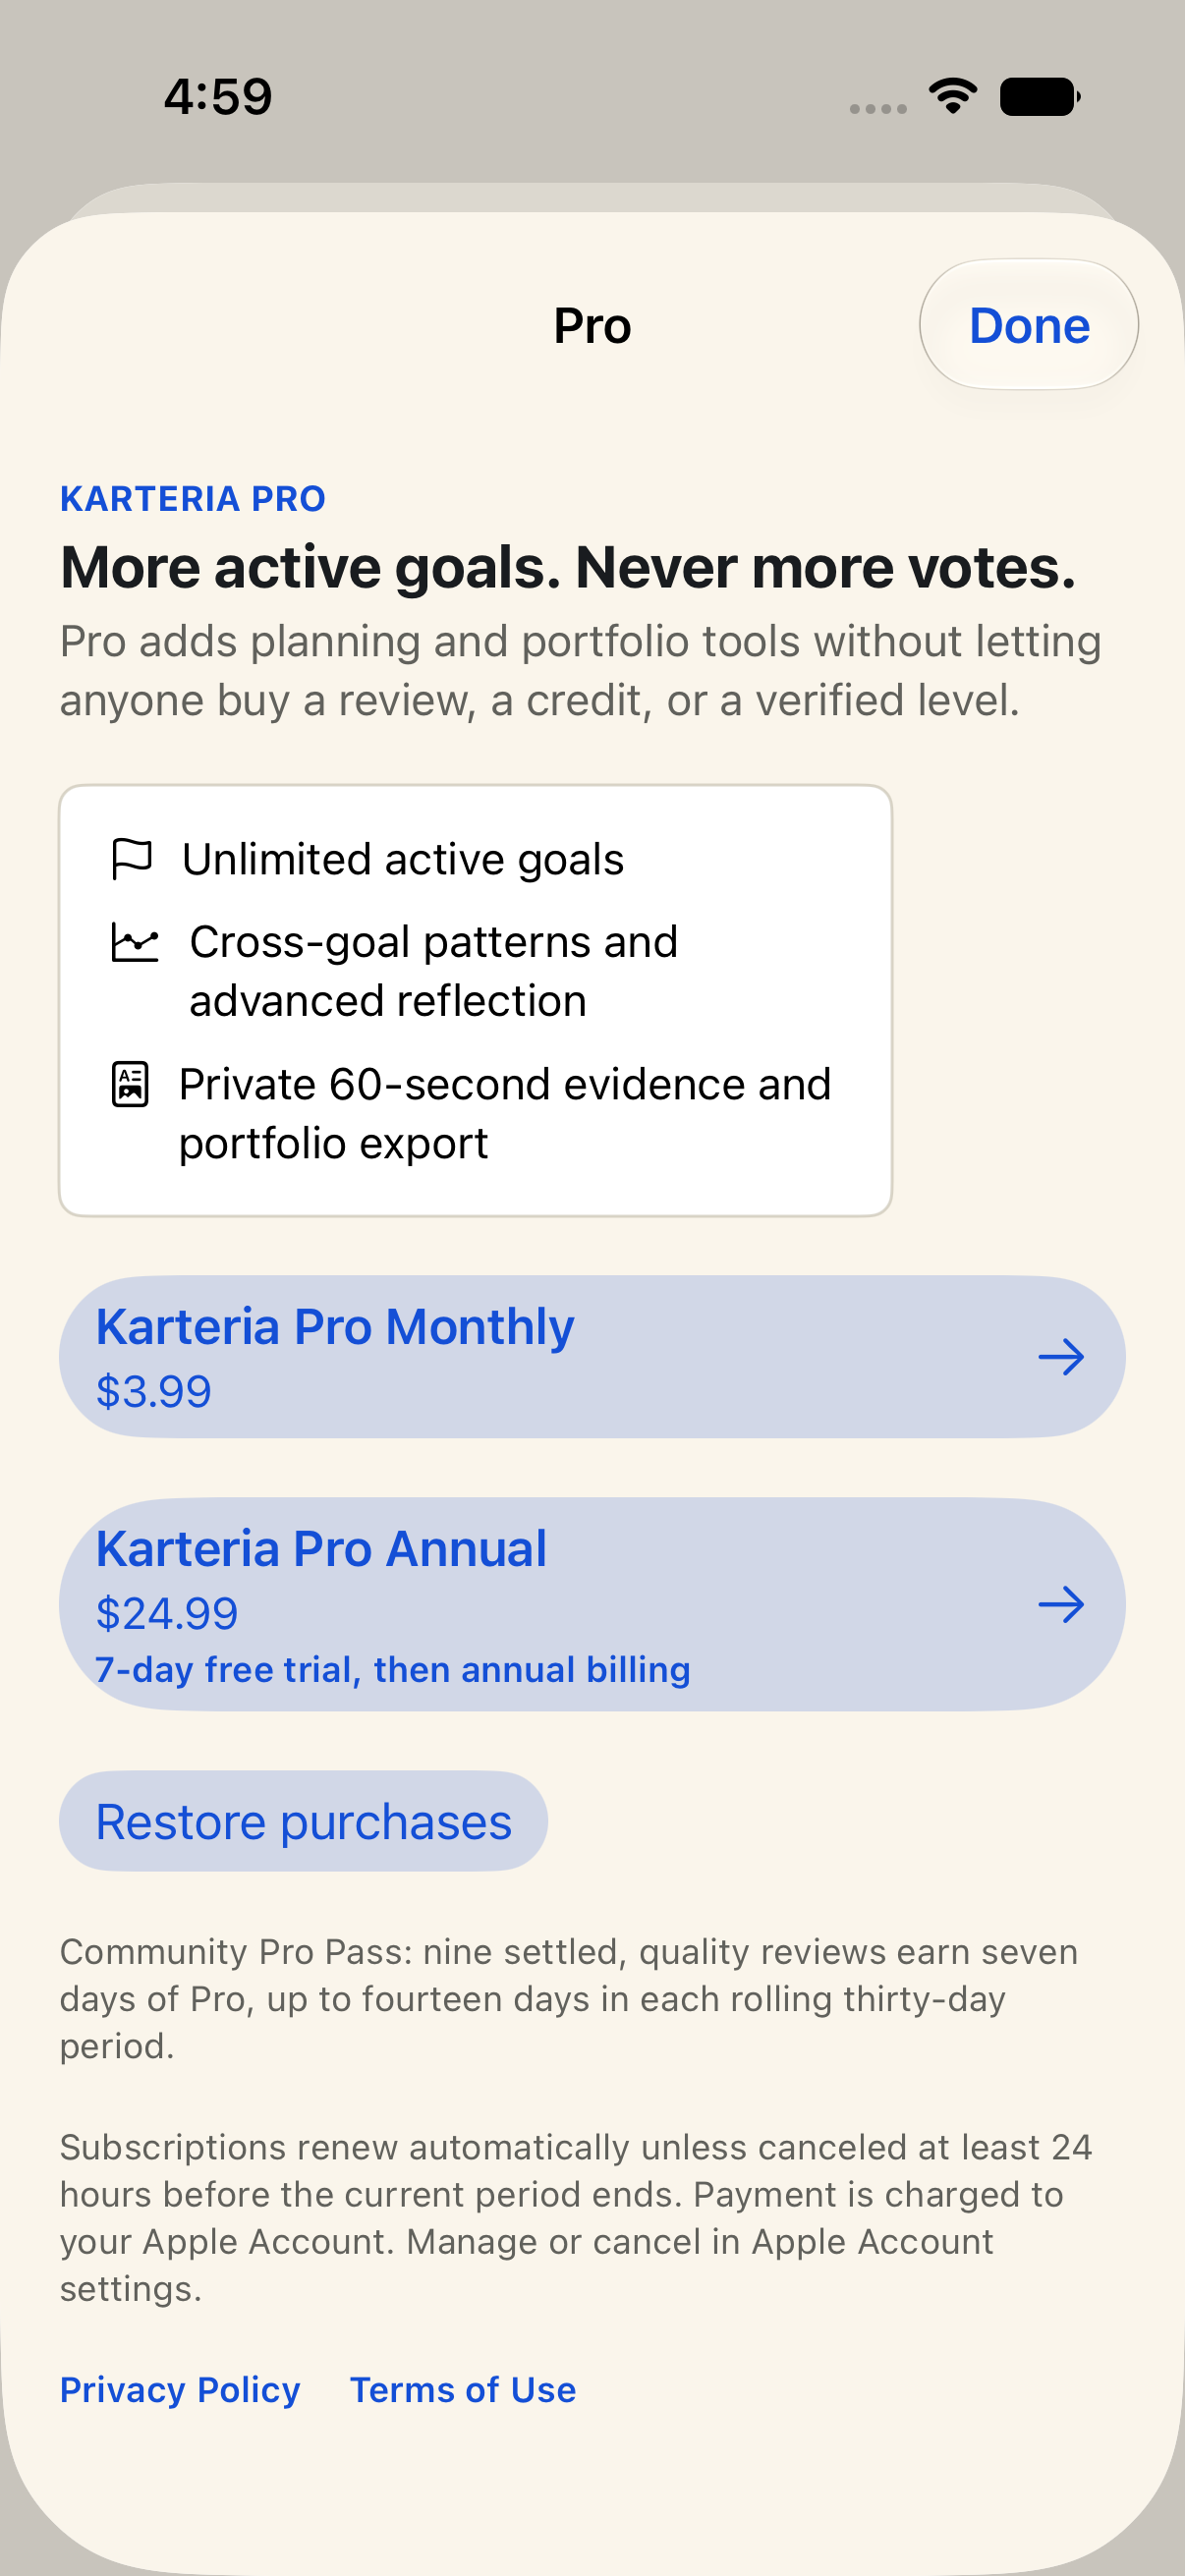 4:59
Pro
Done
KARTERIA PRO
More active goals. Never more votes.
Pro adds planning and portfolio tools without letting
anyone buy a review, a credit, or a verified level.
Unlimited active goals
Cross-goal patterns and
advanced reflection
Private 60-second evidence and
portfolio export
Karteria Pro Monthly
$3.99
Karteria Pro Annual
$24.99
7-day free trial, then annual billing
Restore purchases
Community Pro Pass: nine settled, quality reviews earn seven
days of Pro, up to fourteen days in each rolling thirty-day
period.
Subscriptions renew automatically unless canceled at least 24
hours before the current period ends. Payment is charged to
your Apple Account. Manage or cancel in Apple Account
settings.
Privacy Policy Terms of Use